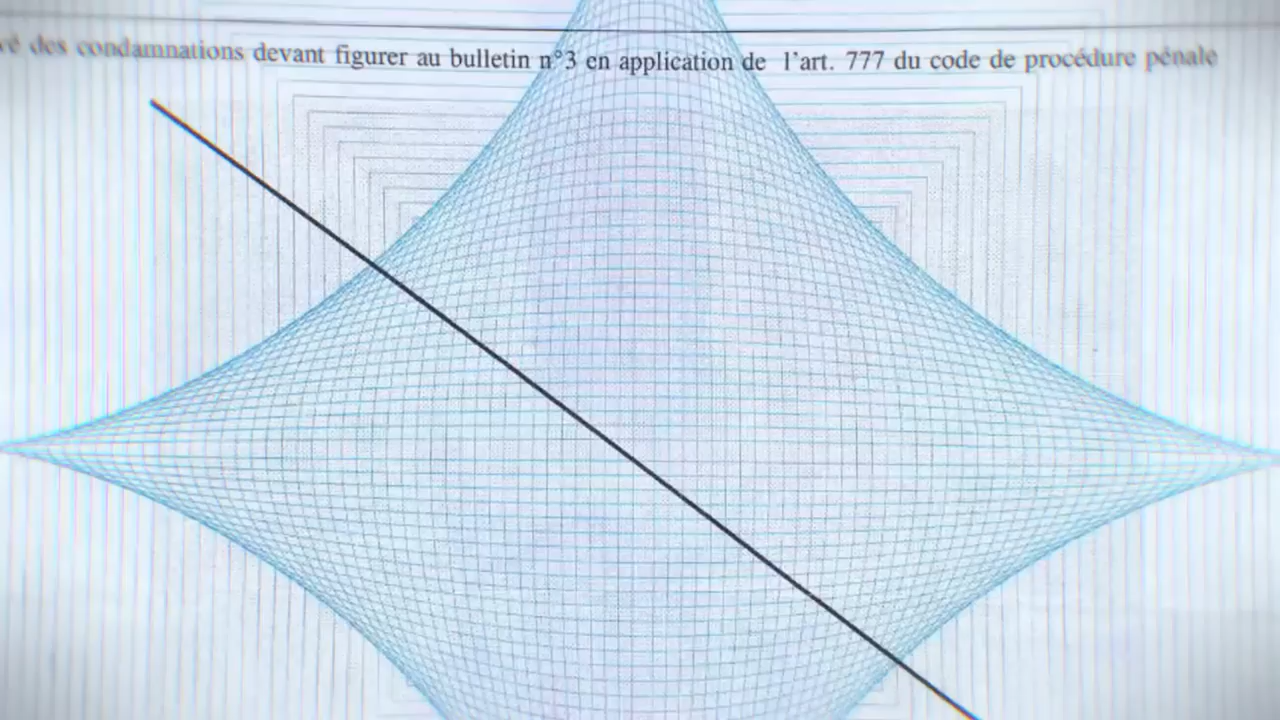 des condamnations devant figurer au bulletin n°3 en application de l'art. 777 du code de procédure pénale